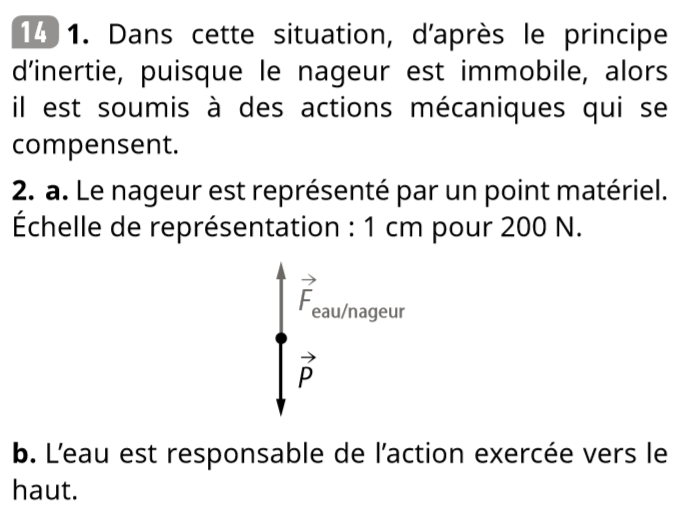 14 1. Dans cette situation, d’après le principe
d’inertie, puisque le nageur est immobile, alors
il est soumis à des actions mécaniques qui se
compensent.
2. a. Le nageur est représenté par un point matériel.
Échelle de représentation : 1 cm pour 200 N.
F eau/nageur
P
b. L’eau est responsable de l’action exercée vers le
haut.